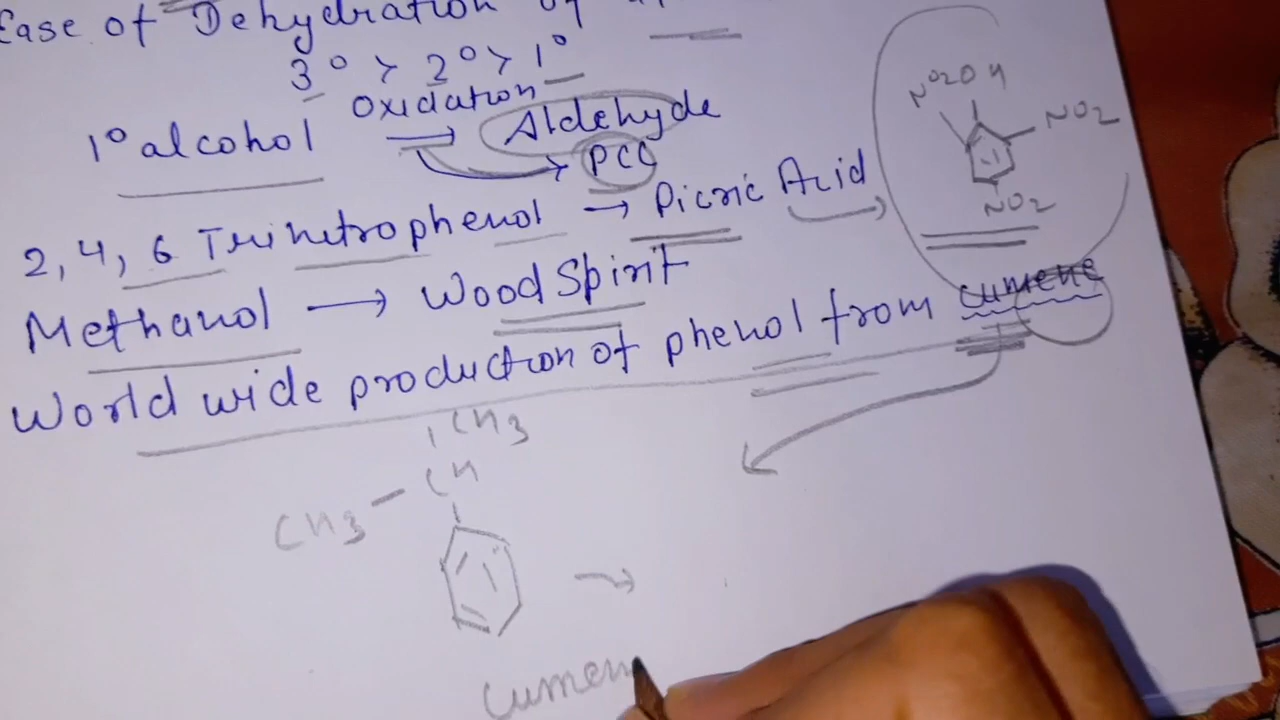 Ease of Dehydration of
3° > 2° > 1°
Oxidation
1° alcohol → Aldehyde
→ PCC
2, 4, 6 Trinitrophenol → Picric Acid
NO2 OH
NO2
NO2
Methanol → Wood Spirit
World wide production of phenol from cumene
CH3
CH
CH3
→
Cumen